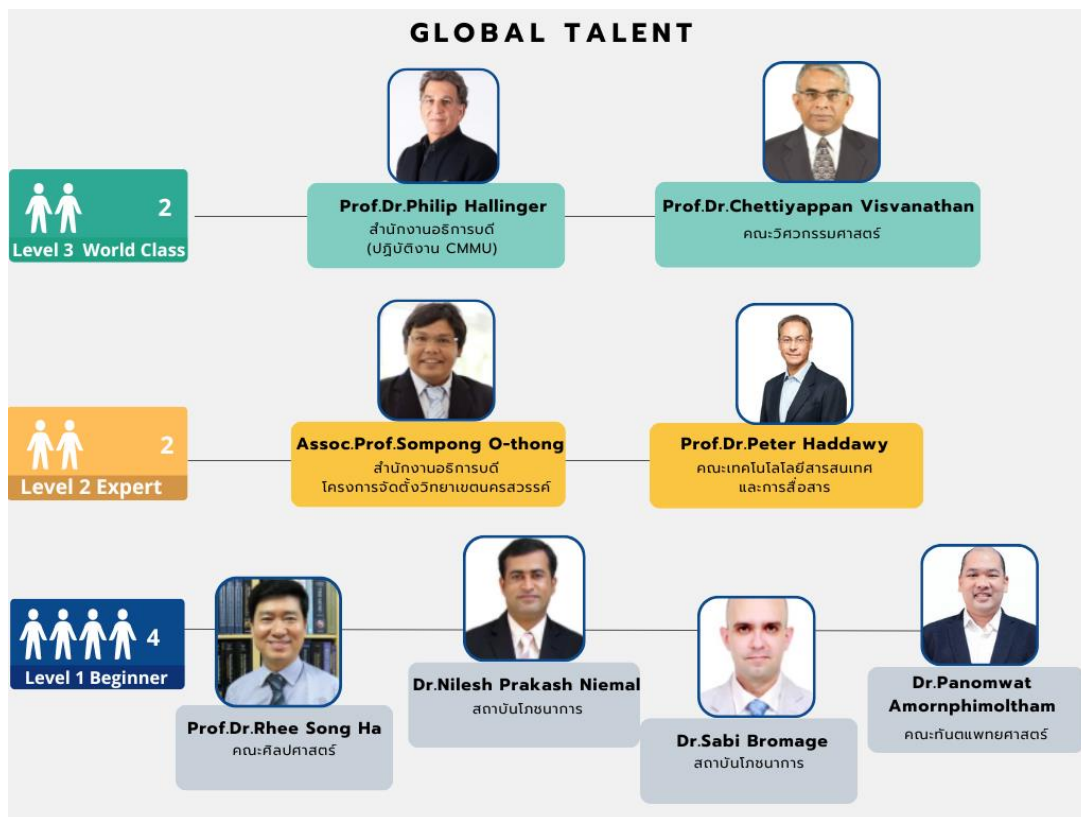 GLOBAL TALENT
2
Level 3 World Class
Prof.Dr.Philip Hallinger
สำนักงานอธิการบดี
(ปฏิบัติงาน CMMU)
Prof.Dr.Chettiyappan Visvanathan
คณะวิศวกรรมศาสตร์
2
Level 2 Expert
Assoc.Prof.Sompong O-thong
สำนักงานอธิการบดี
โครงการจัดตั้งวิทยาเขตนครสวรรค์
Prof.Dr.Peter Haddawy
คณะเทคโนโลโลยีสารสนเทศ
และการสื่อสาร
4
Level 1 Beginner
Prof.Dr.Rhee Song Ha
คณะศิลปศาสตร์
Dr.Nilesh Prakash Niemal
สถาบันโภชนาการ
Dr.Sabi Bromage
สถาบันโภชนาการ
Dr.Panomwat
Amornphimoltham
คณะทันตแพทยศาสตร์